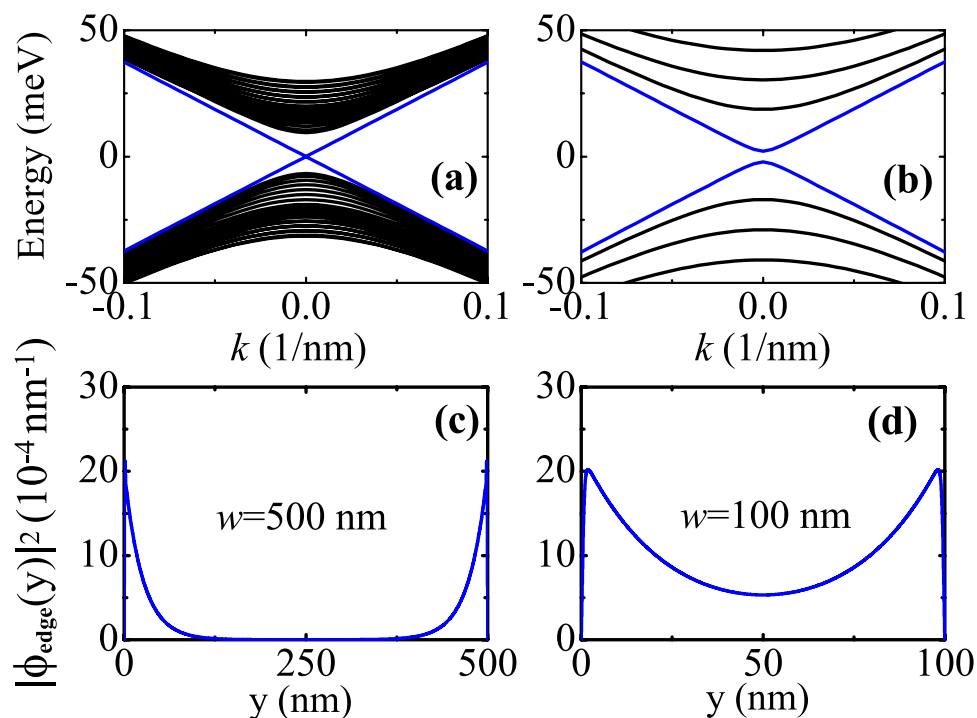 Energy (meV)
50
0
-50
(a)
-0.1 0.0 0.1
k (1/nm)
50
0
-50
(b)
-0.1 0.0 0.1
k (1/nm)
|ϕedge(y)|² (10⁻⁴ nm⁻¹)
30
20
10
0
(c)
w=500 nm
0 250 500
y (nm)
30
20
10
0
(d)
w=100 nm
0 50 100
y (nm)